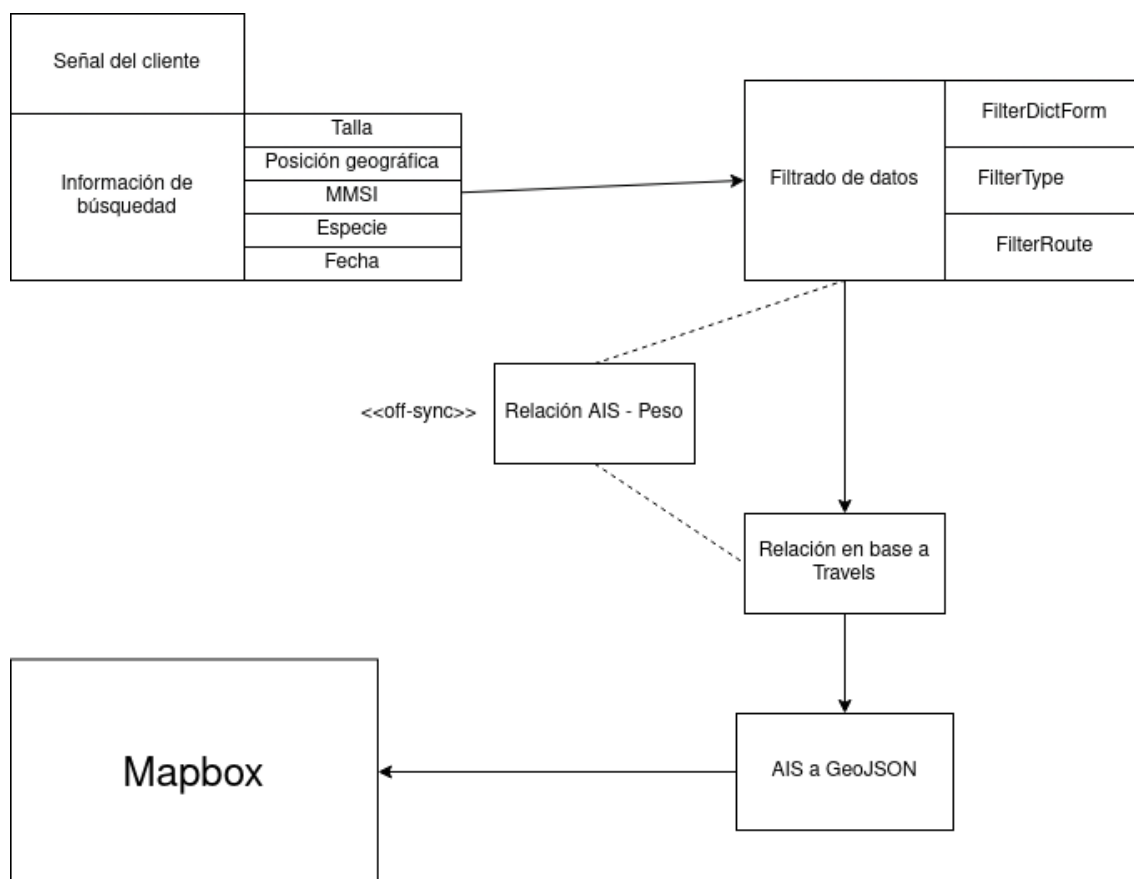 Señal del cliente
Información de
búsquedad
Talla
Posición geográfica
MMSI
Especie
Fecha
Filtrado de datos
FilterDictForm
FilterType
FilterRoute
<<off-sync>>
Relación AIS - Peso
Relación en base a
Travels
AIS a GeoJSON
Mapbox